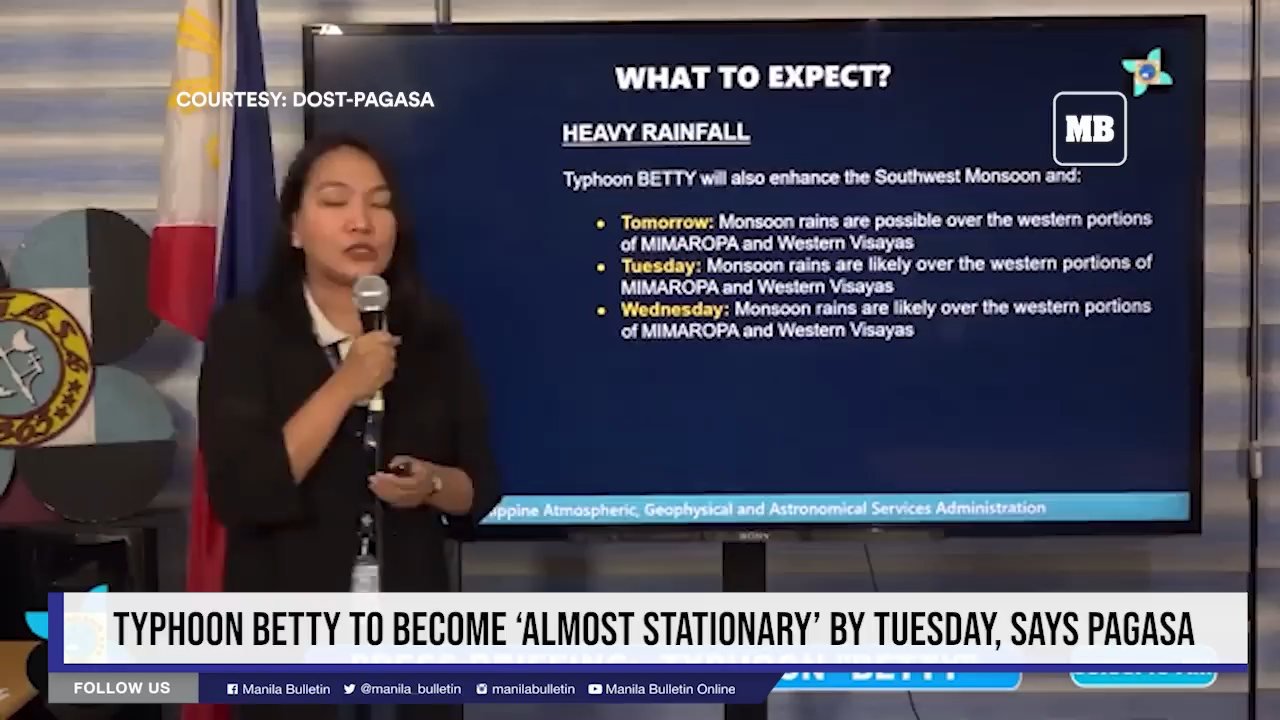 WHAT TO EXPECT?
COURTESY: DOST-PAGASA
MB
HEAVY RAINFALL
Typhoon BETTY will also enhance the Southwest Monsoon and:
• Tomorrow: Monsoon rains are possible over the western portions
of MIMAROPA and Western Visayas
• Tuesday: Monsoon rains are likely over the western portions of
MIMAROPA and Western Visayas
• Wednesday: Monsoon rains are likely over the western portions
of MIMAROPA and Western Visayas
ippine Atmospheric, Geophysical and Astronomical Services Administration
SONY
TYPHOON BETTY TO BECOME ‘ALMOST STATIONARY’ BY TUESDAY, SAYS PAGASA
FOLLOW US
Manila Bulletin @manila_bulletin manilabulletin Manila Bulletin Online